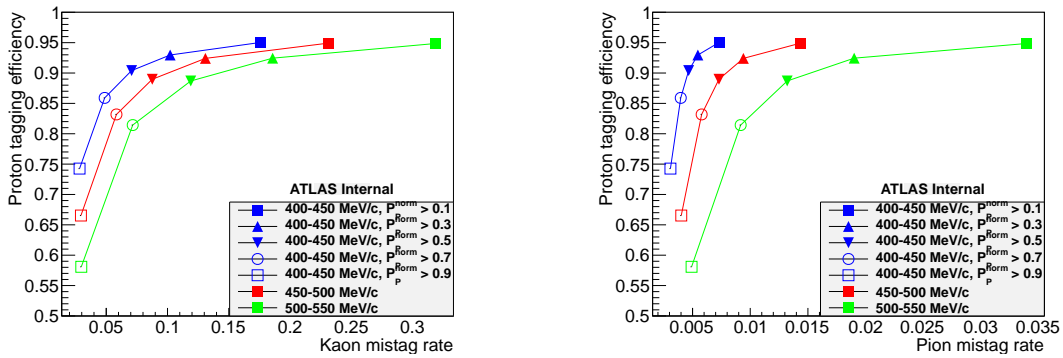 Proton tagging efficiency
1
0.95
0.9
0.85
0.8
0.75
0.7
0.65
0.6
0.55
0.5
ATLAS Internal
400-450 MeV/c, P norm P > 0.1
400-450 MeV/c, P norm P > 0.3
400-450 MeV/c, P norm P > 0.5
400-450 MeV/c, P norm P > 0.7
400-450 MeV/c, P norm P > 0.9
450-500 MeV/c
500-550 MeV/c
0.05 0.1 0.15 0.2 0.25 0.3
Kaon mistag rate
Proton tagging efficiency
1
0.95
0.9
0.85
0.8
0.75
0.7
0.65
0.6
0.55
0.5
ATLAS Internal
400-450 MeV/c, P norm P > 0.1
400-450 MeV/c, P norm P > 0.3
400-450 MeV/c, P norm P > 0.5
400-450 MeV/c, P norm P > 0.7
400-450 MeV/c, P norm P > 0.9
450-500 MeV/c
500-550 MeV/c
0.005 0.01 0.015 0.02 0.025 0.03 0.035
Pion mistag rate